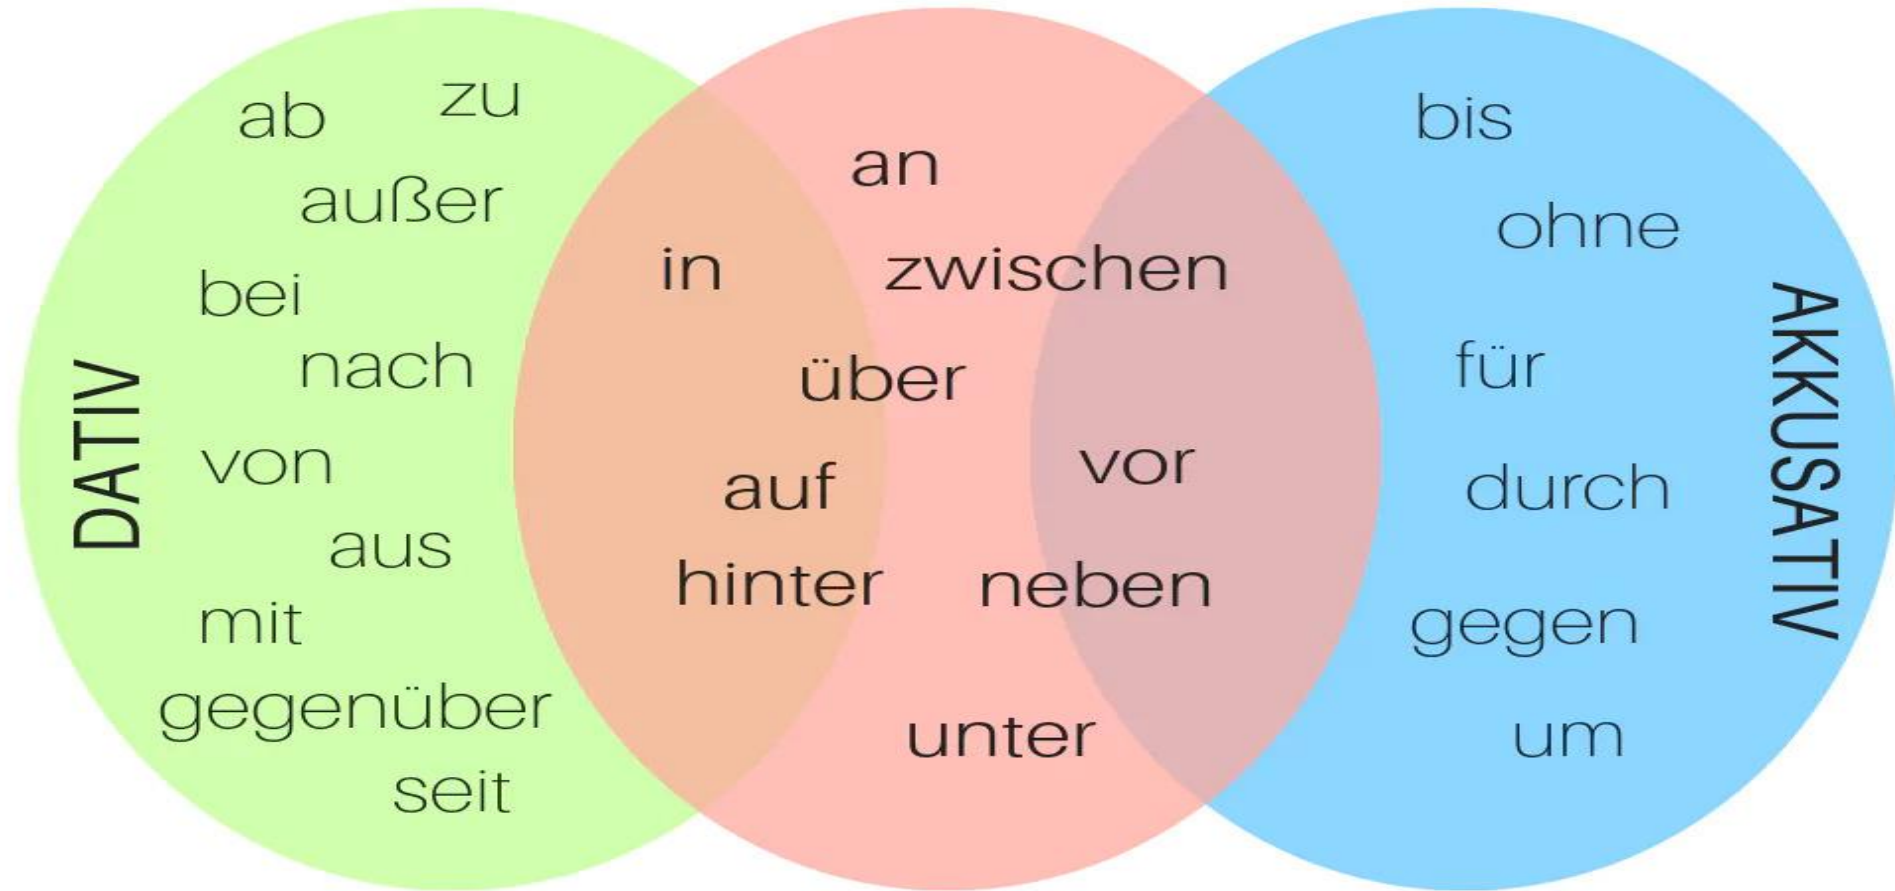 DATIV
ab
zu
außer
bei
nach
von
aus
mit
gegenüber
seit
an
in
zwischen
über
auf
vor
hinter
neben
unter
bis
ohne
für
durch
gegen
um
AKKUSATIV